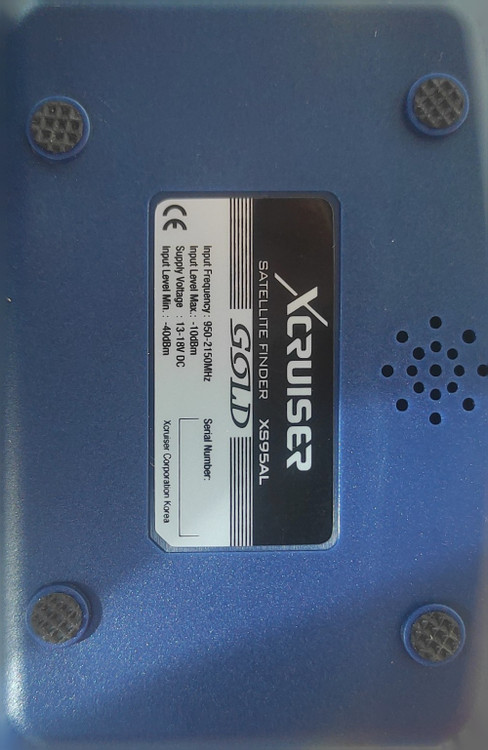 XCRUISER
SATELLITE FINDER XS95AL
GOLD
Input Frequency : 950-2150MHz
Input Level Max. : -10dBm
Supply Voltage : 13-18V DC
Input Level Min. : -40dBm
Serial Number:
Xcruiser Corporation Korea
CE